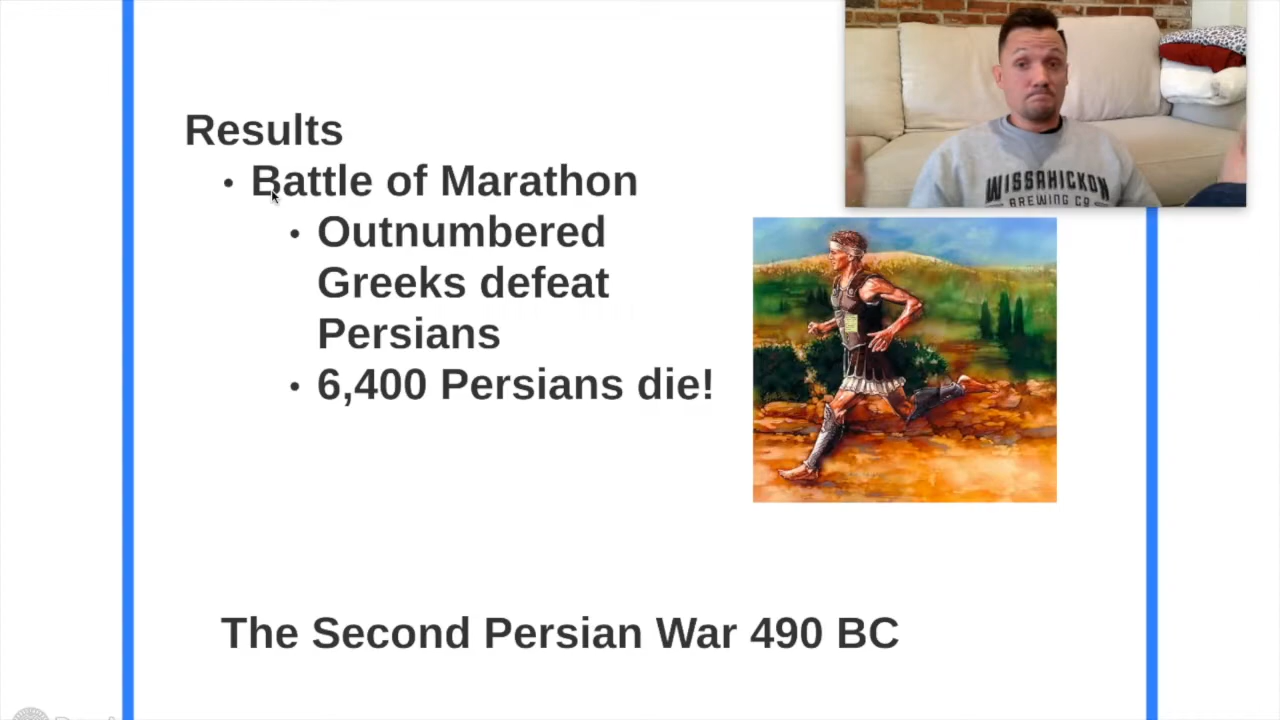 Results
• Battle of Marathon
• Outnumbered
Greeks defeat
Persians
• 6,400 Persians die!
WISSAHICKON
BREWING CO
The Second Persian War 490 BC